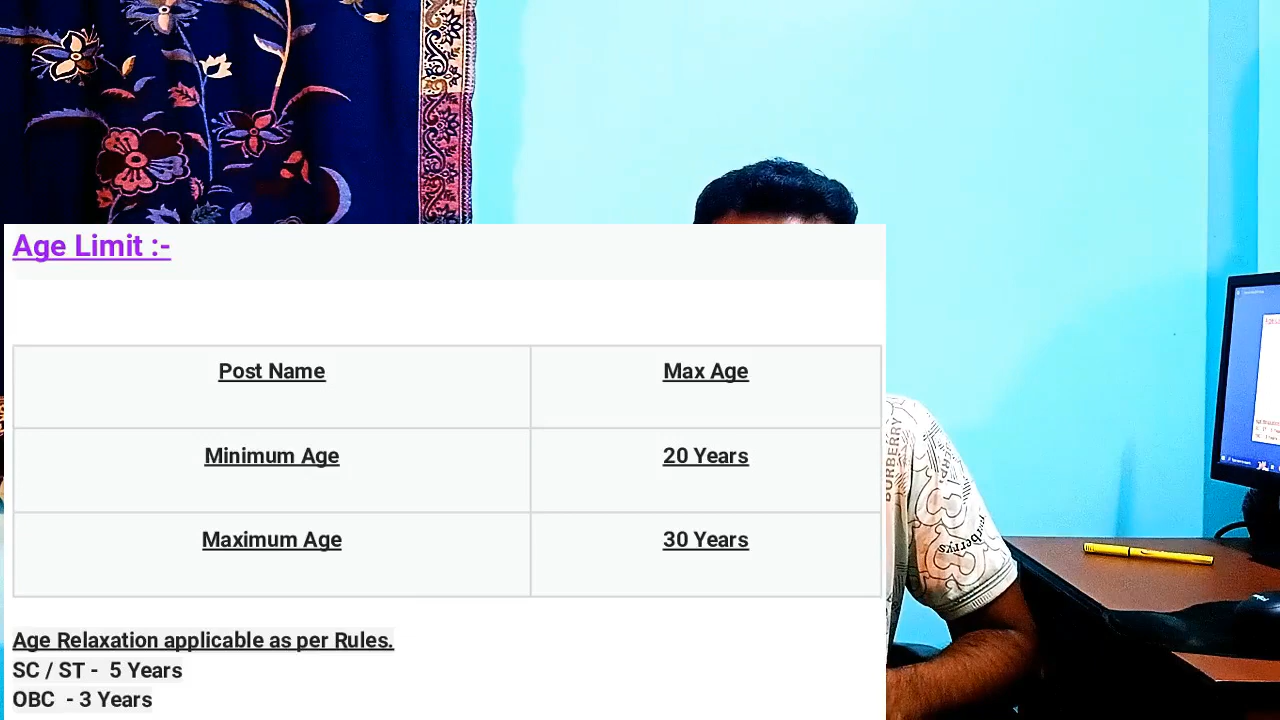 Age Limit :-
Post Name Max Age
Minimum Age 20 Years
Maximum Age 30 Years
Age Relaxation applicable as per Rules.
SC / ST -  5 Years
OBC  - 3 Years
BURBERRY